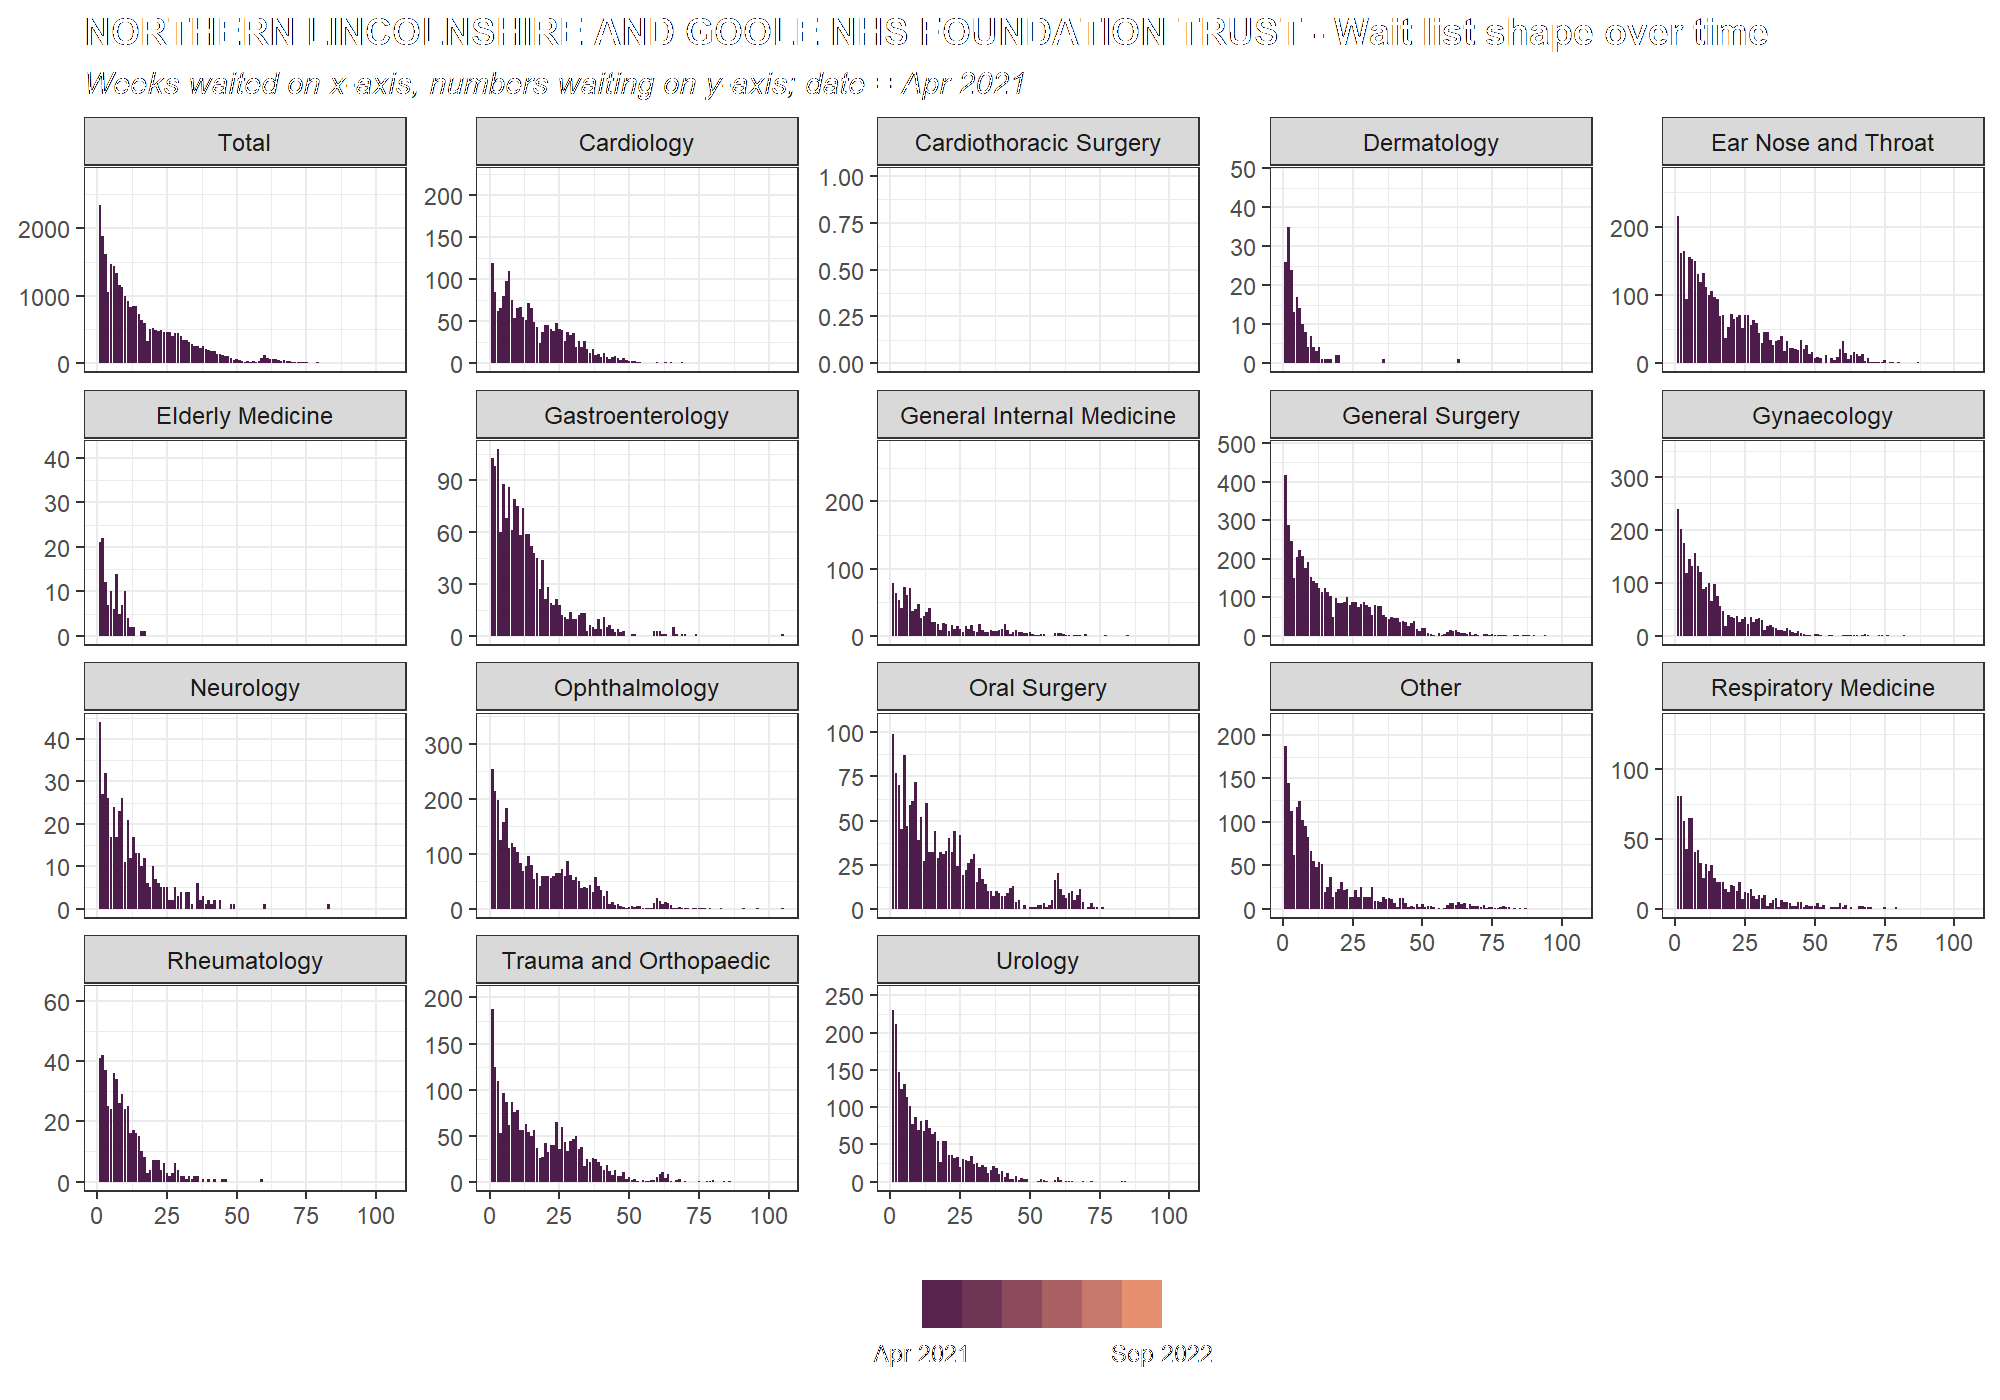 NORTHERN LINCOLNSHIRE AND GOOLE NHS FOUNDATION TRUST - Wait list shape over time
Weeks waited on x-axis, numbers waiting on y-axis; date = Apr 2021
Total Cardiology Cardiothoracic Surgery Dermatology Ear Nose and Throat
2000 1000 0
200 150 100 50 0
1.00 0.75 0.50 0.25 0.00
50 40 30 20 10 0
200 100 0
Elderly Medicine Gastroenterology General Internal Medicine General Surgery Gynaecology
40 30 20 10 0
90 60 30 0
200 100 0
500 400 300 200 100 0
300 200 100 0
Neurology Ophthalmology Oral Surgery Other Respiratory Medicine
40 30 20 10 0
300 200 100 0
100 75 50 25 0
200 150 100 50 0
100 50 0
0 25 50 75 100 0 25 50 75 100
Rheumatology Trauma and Orthopaedic Urology
60 40 20 0
200 150 100 50 0
250 200 150 100 50 0
0 25 50 75 100 0 25 50 75 100 0 25 50 75 100
Apr 2021 Sep 2022